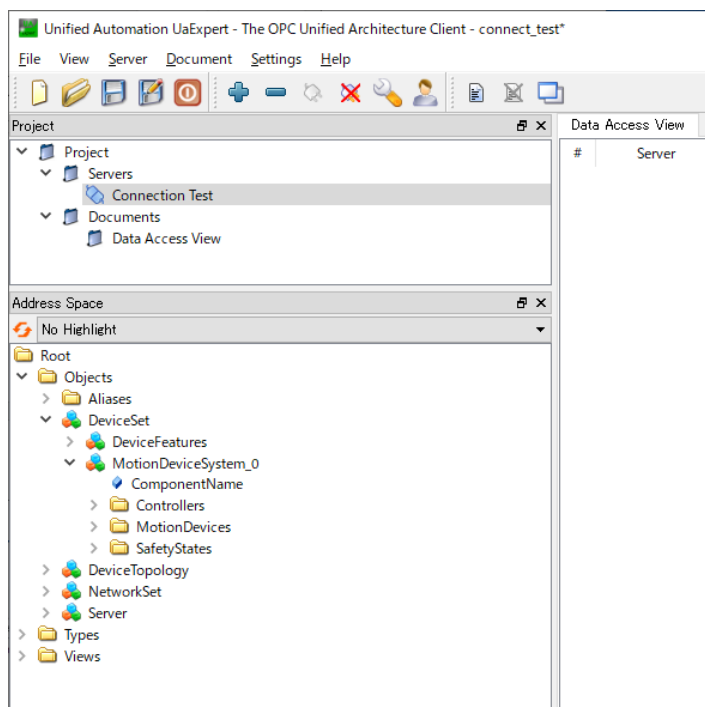 Unified Automation UaExpert - The OPC Unified Architecture Client - connect_test*
File View Server Document Settings Help
Project
Data Access View
# Server
Project
Servers
Connection Test
Documents
Data Access View
Address Space
No Highlight
Root
Objects
Aliases
DeviceSet
DeviceFeatures
MotionDeviceSystem_0
ComponentName
Controllers
MotionDevices
SafetyStates
DeviceTopology
NetworkSet
Server
Types
Views